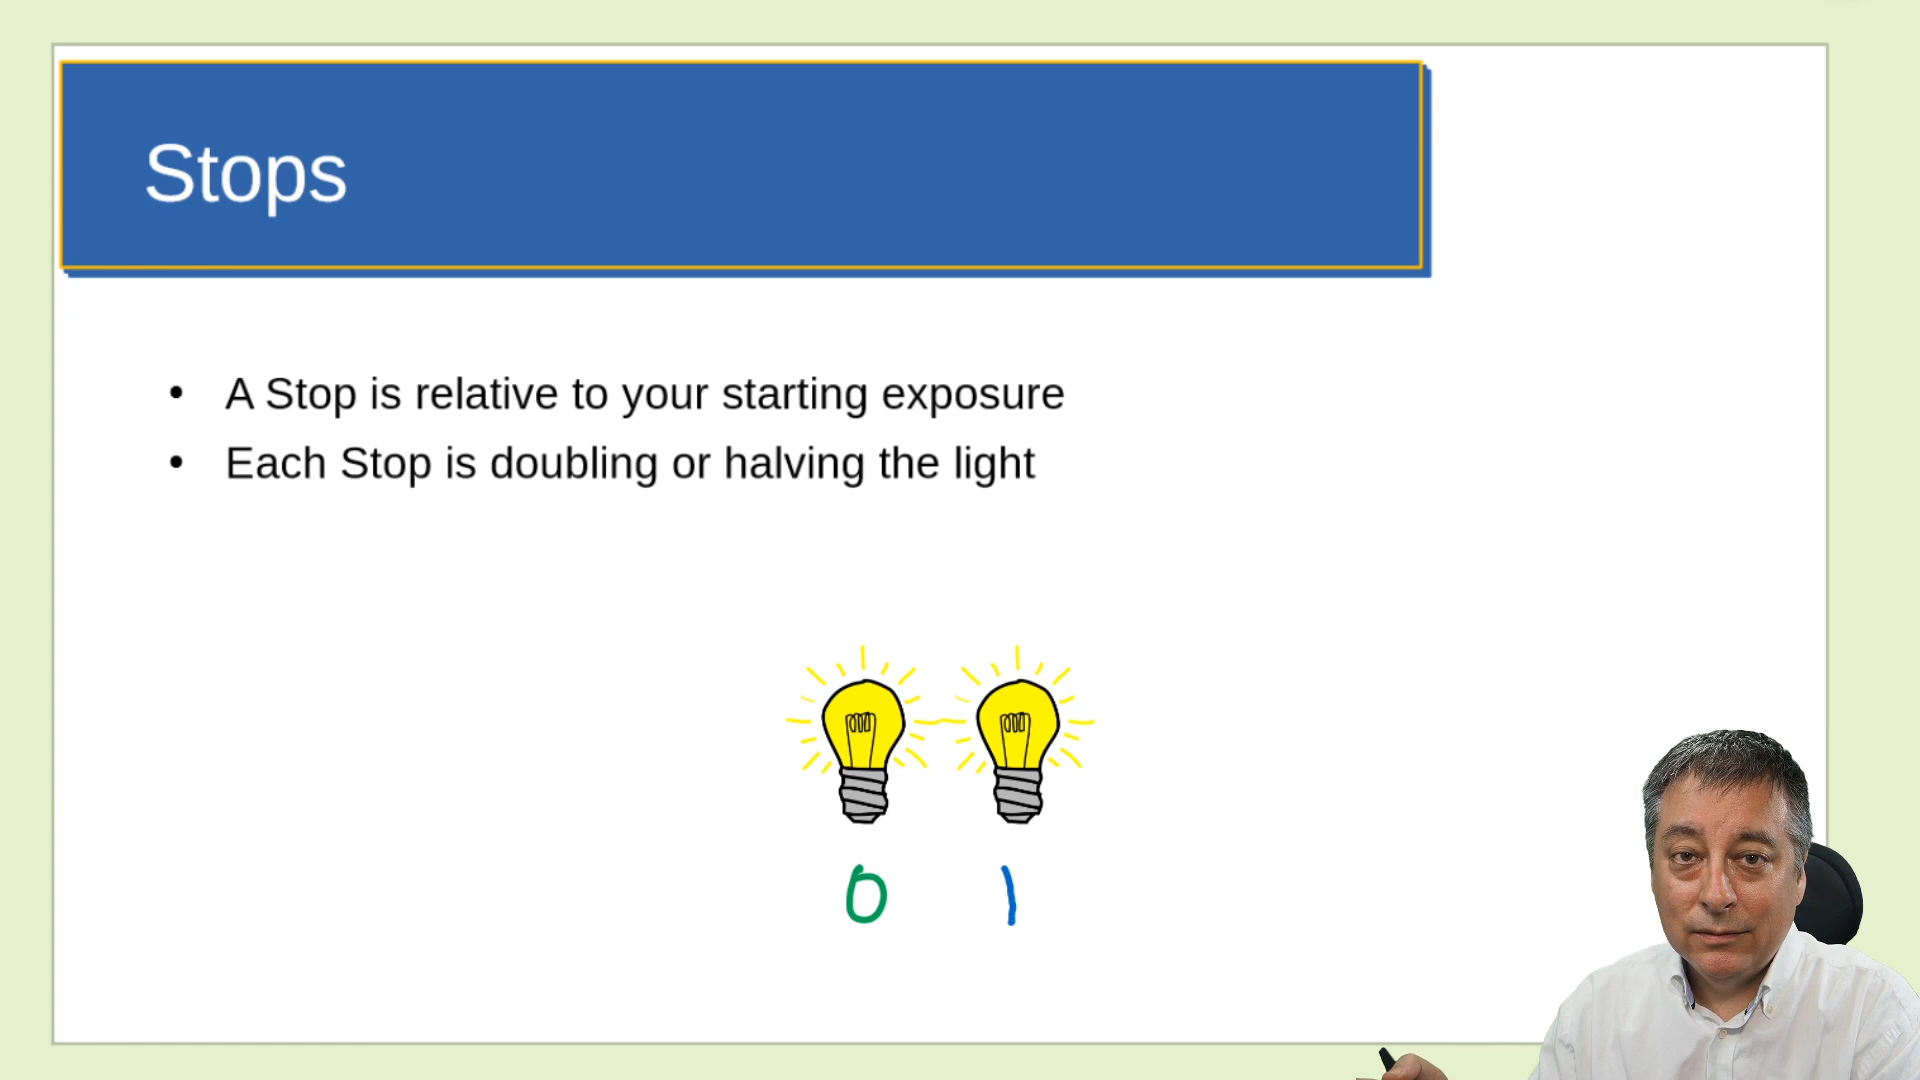 Stops
• A Stop is relative to your starting exposure
• Each Stop is doubling or halving the light
0 1